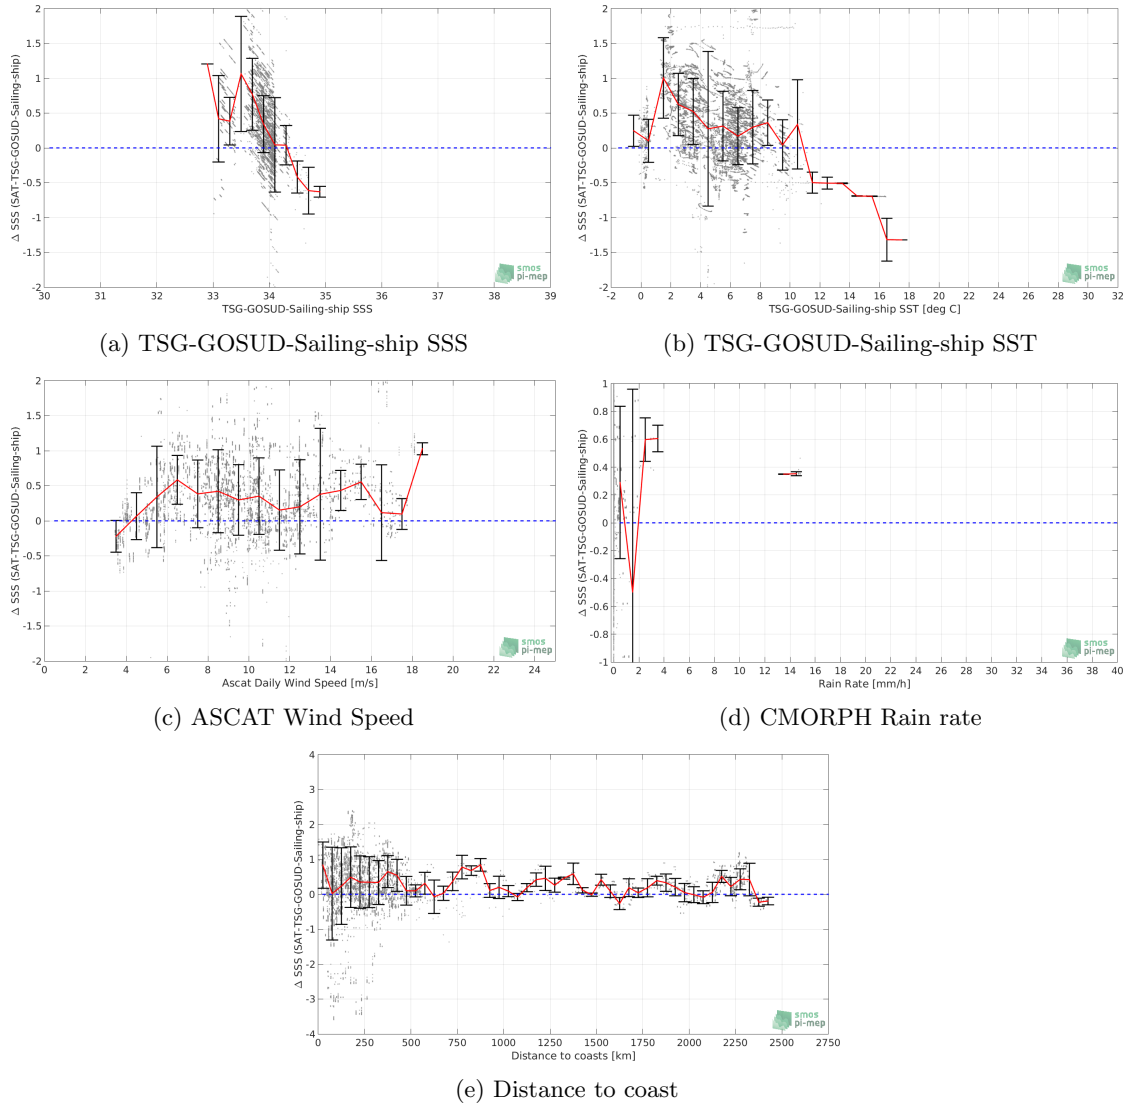 2
1.5
1
0.5
0
-0.5
-1
-1.5
-2
Δ SSS (SAT-TSG-GOSUD-Sailing-ship)
30 31 32 33 34 35 36 37 38 39
TSG-GOSUD-Sailing-ship SSS
smos
pi-mep
(a) TSG-GOSUD-Sailing-ship SSS
2
1.5
1
0.5
0
-0.5
-1
-1.5
-2
Δ SSS (SAT-TSG-GOSUD-Sailing-ship)
-2 0 2 4 6 8 10 12 14 16 18 20 22 24 26 28 30 32
TSG-GOSUD-Sailing-ship SST [deg C]
smos
pi-mep
(b) TSG-GOSUD-Sailing-ship SST
2
1.5
1
0.5
0
-0.5
-1
-1.5
-2
Δ SSS (SAT-TSG-GOSUD-Sailing-ship)
0 2 4 6 8 10 12 14 16 18 20 22 24
Ascat Daily Wind Speed [m/s]
smos
pi-mep
(c) ASCAT Wind Speed
1
0.8
0.6
0.4
0.2
0
-0.2
-0.4
-0.6
-0.8
-1
Δ SSS (SAT-TSG-GOSUD-Sailing-ship)
0 2 4 6 8 10 12 14 16 18 20 22 24 26 28 30 32 34 36 38 40
Rain Rate [mm/h]
smos
pi-mep
(d) CMORPH Rain rate
4
3
2
1
0
-1
-2
-3
-4
Δ SSS (SAT-TSG-GOSUD-Sailing-ship)
0 250 500 750 1000 1250 1500 1750 2000 2250 2500 2750
Distance to coasts [km]
smos
pi-mep
(e) Distance to coast